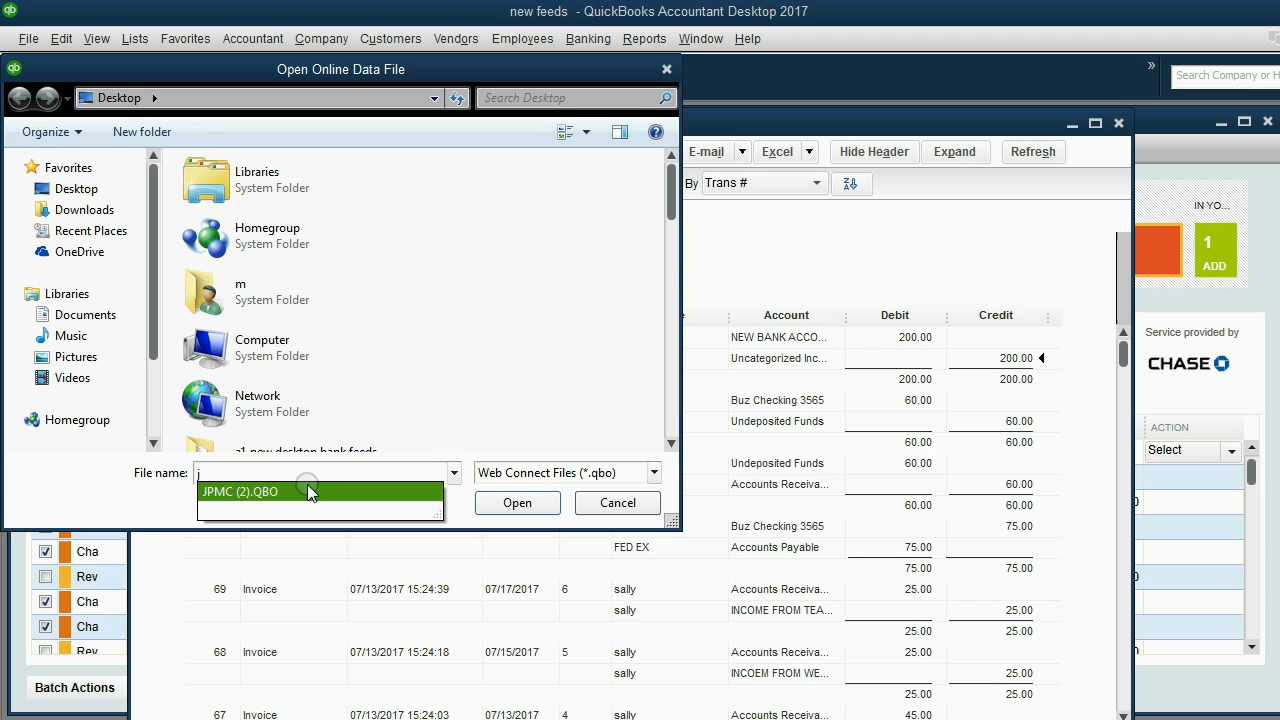 new feeds - QuickBooks Accountant Desktop 2017
File Edit View Lists Favorites Accountant Company Customers Vendors Employees Banking Reports Window Help
Open Online Data File
Desktop
Search Desktop
Organize New folder
Favorites
Desktop
Downloads
Recent Places
OneDrive
Libraries
Documents
Music
Pictures
Videos
Homegroup
Libraries
System Folder
Homegroup
System Folder
m
System Folder
Computer
System Folder
Network
System Folder
a1 new desktop bank feeds
File name: j
Web Connect Files (*.qbo)
JPMC (2).QBO
Open Cancel
Search Company or H
E-mail Excel Hide Header Expand Refresh
By Trans #
Account Debit Credit
NEW BANK ACCO... 200.00
Uncategorized Inc... 200.00
200.00 200.00
Buz Checking 3565 60.00
Undeposited Funds 60.00
60.00 60.00
Undeposited Funds 60.00
Accounts Receiva... 60.00
60.00 60.00
Buz Checking 3565 75.00
FED EX Accounts Payable 75.00
75.00 75.00
69 Invoice 07/13/2017 15:24:39 07/17/2017 6 sally Accounts Receiva... 25.00
sally INCOME FROM TEA... 25.00
25.00 25.00
68 Invoice 07/13/2017 15:24:18 07/15/2017 5 sally Accounts Receiva... 25.00
sally INCOEM FROM WE... 25.00
25.00 25.00
67 Invoice 07/13/2017 15:24:03 07/13/2017 4 sally Accounts Receiva... 45.00
IN YO...
1
ADD
Service provided by
CHASE
ACTION
Select
Cha
Rev
Cha
Cha
Rev
Batch Actions